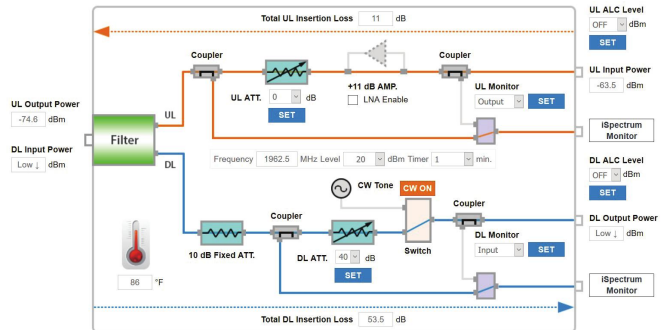 Total UL Insertion Loss 11 dB
UL ALC Level
OFF dBm
SET
Coupler
Coupler
UL Input Power
-63.5 dBm
+11 dB AMP.
LNA Enable
UL ATT. 0 dB
SET
UL Monitor
Output SET
UL Output Power
-74.6 dBm
UL
Filter
iSpectrum
Monitor
DL Input Power
Low ↓ dBm
DL
Frequency 1962.5 MHz Level 20 dBm Timer 1 min.
DL ALC Level
OFF dBm
SET
CW Tone CW ON
Coupler
Coupler
DL Output Power
Low ↓ dBm
10 dB Fixed ATT.
DL ATT. 40 dB
SET
Switch
DL Monitor
Input SET
86 °F
iSpectrum
Monitor
Total DL Insertion Loss 53.5 dB